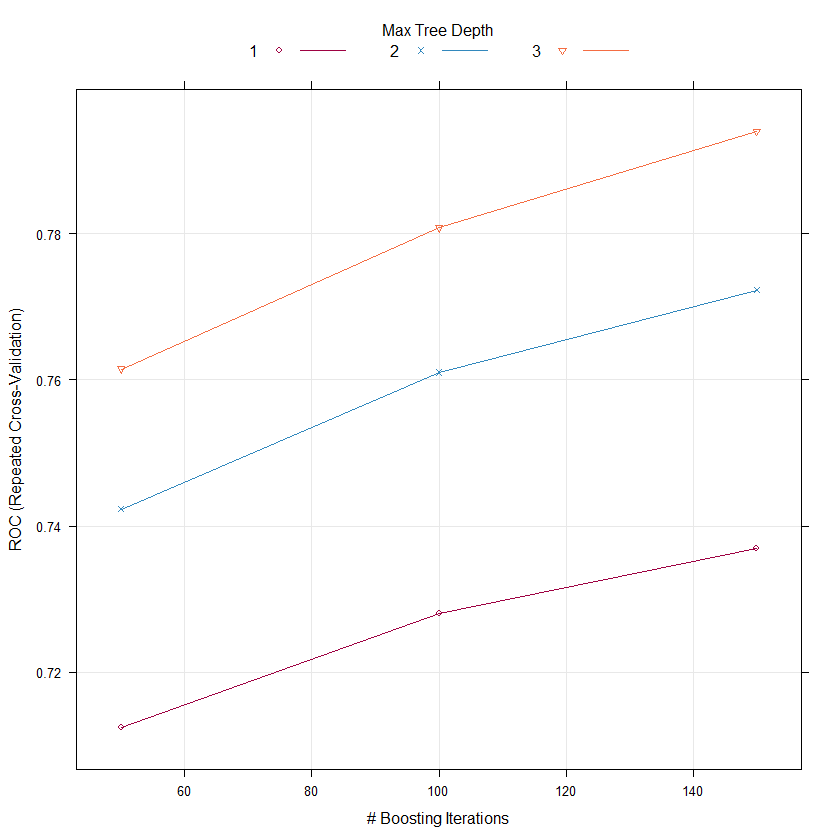 Max Tree Depth
1 2 3
0.78
0.76
0.74
0.72
ROC (Repeated Cross-Validation)
60 80 100 120 140
# Boosting Iterations